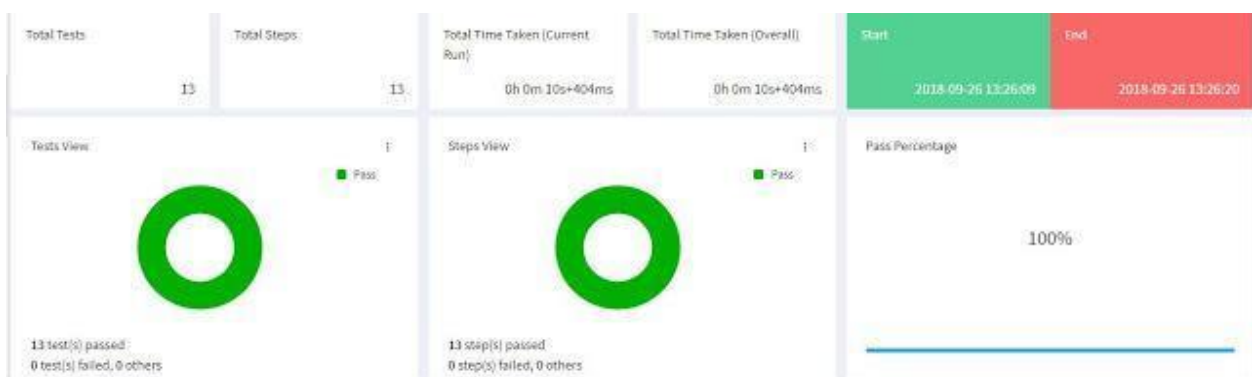 Total Tests
13
Total Steps
13
Total Time Taken (Current
Run)
0h 0m 10s+404ms
Total Time Taken (Overall)
0h 0m 10s+404ms
Start
2018-09-26 13:26:09
End
2018-09-26 13:26:20
Tests View
Pass
13 test(s) passed
0 test(s) failed, 0 others
Steps View
Pass
13 step(s) passed
0 step(s) failed, 0 others
Pass Percentage
100%